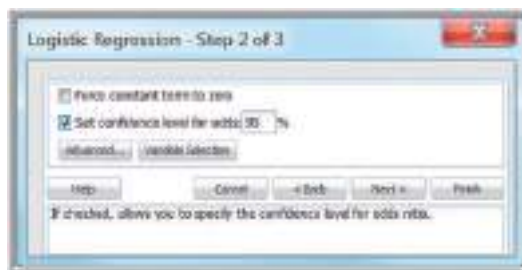 Logistic Regression - Step 2 of 3
Force constant term to zero
Set confidence level for odds: 95 %
Advanced... Variable Selection
Help Cancel < Back Next > Finish
If checked, allows you to specify the confidence level for odds ratio.